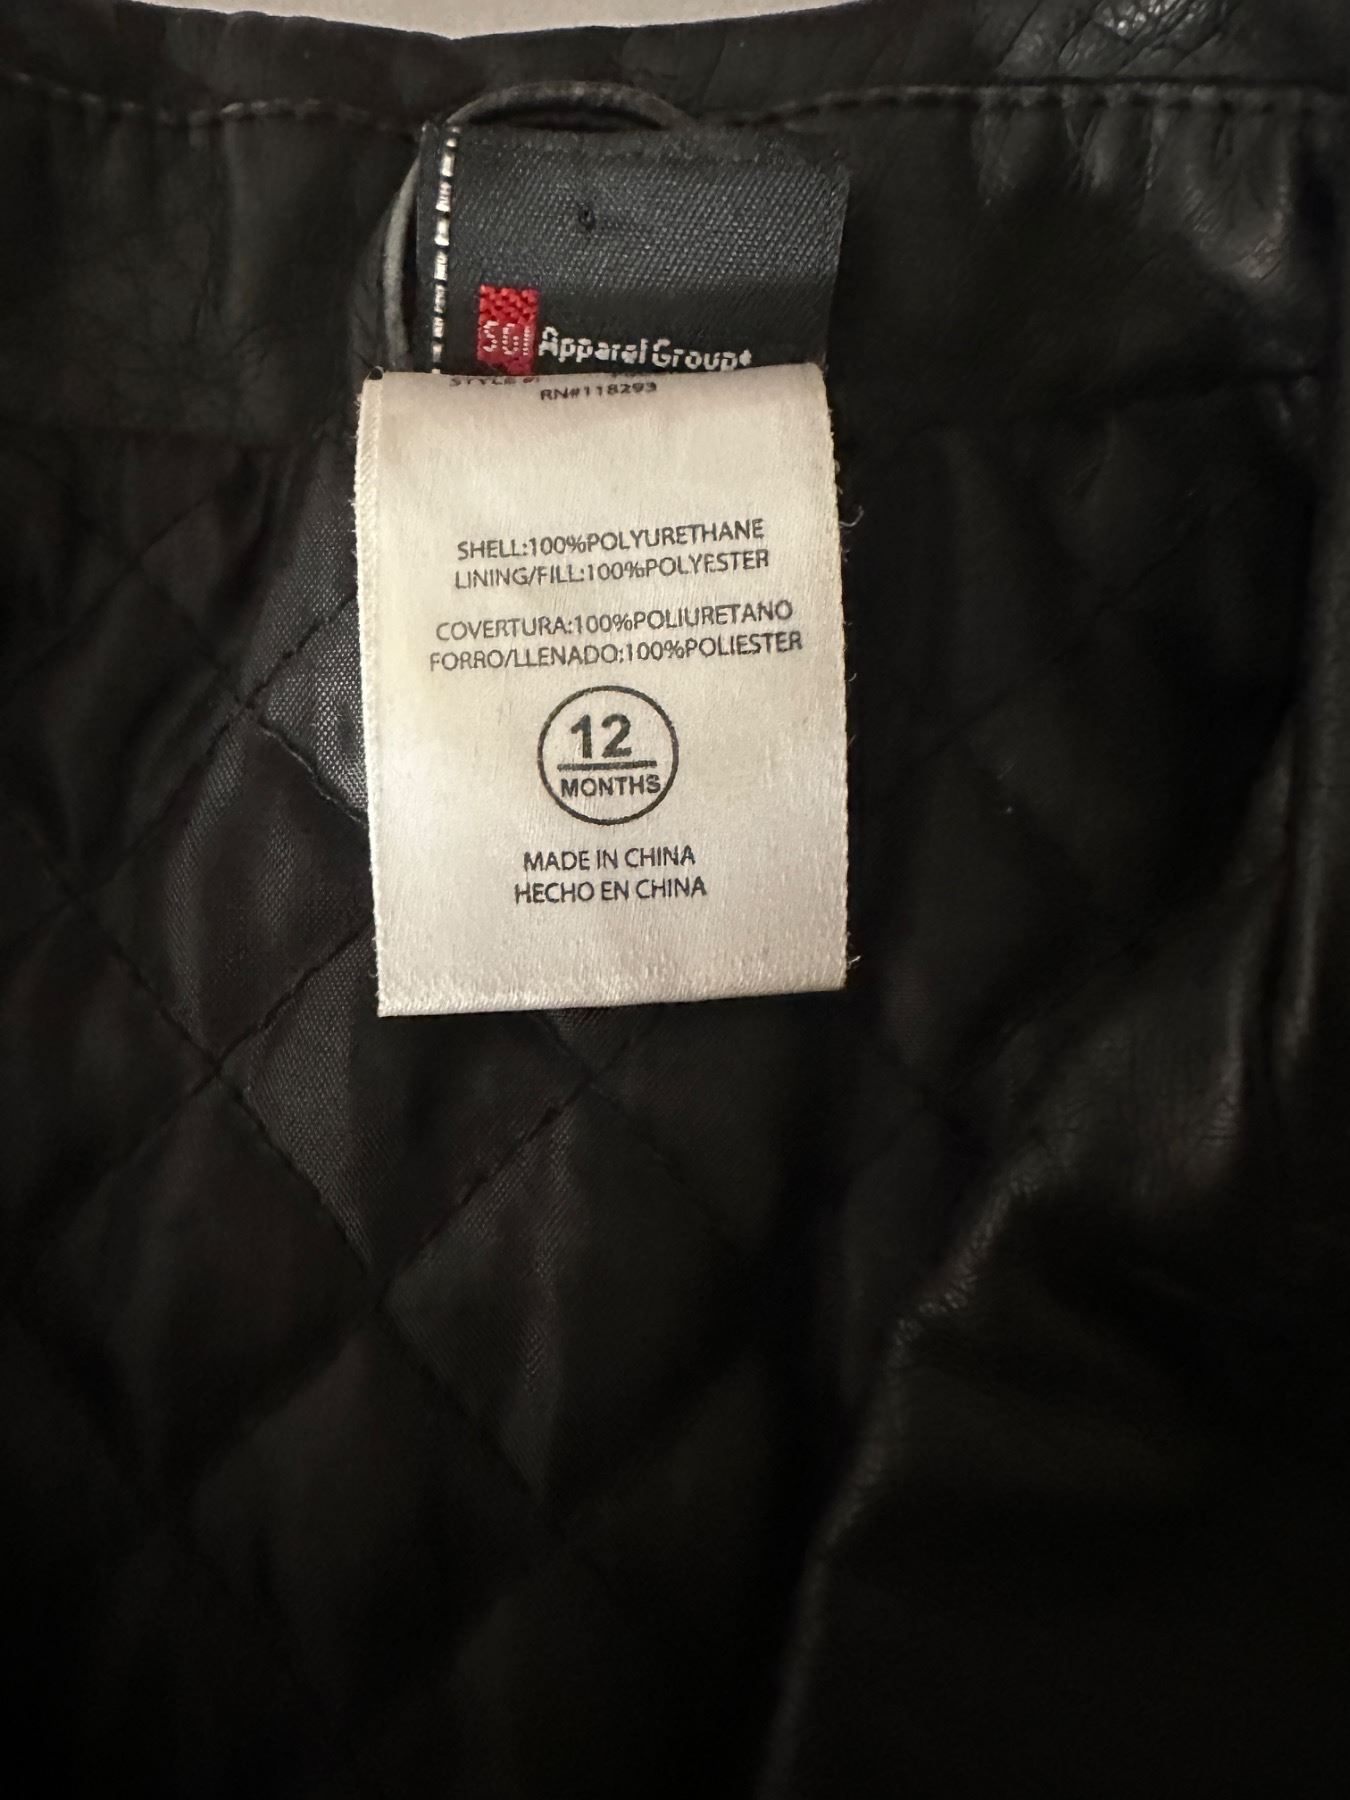 Apparel Group
RN#118293
SHELL:100%POLYURETHANE
LINING/FILL:100%POLYESTER
COVERTURA:100%POLIURETANO
FORRO/LLENADO:100%POLIESTER
12
MONTHS
MADE IN CHINA
HECHO EN CHINA